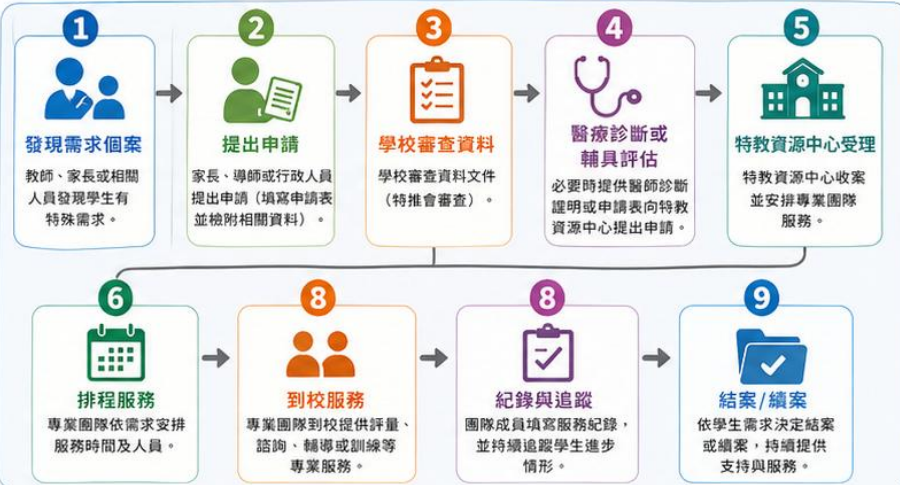 1
發現需求個案
教師、家長或相關
人員發現學生有
特殊需求。
2
提出申請
家長、導師或行政人員
提出申請（填寫申請表
並檢附相關資料）。
3
學校審查資料
學校審查資料文件
（特推會審查）。
4
醫療診斷或
輔具評估
必要時提供醫師診斷
證明或申請表向特教
資源中心提出申請。
5
特教資源中心受理
特教資源中心收案
並安排專業團隊
服務。
6
排程服務
專業團隊依需求安排
服務時間及人員。
8
到校服務
專業團隊到校提供評量、
諮詢、輔導或訓練等
專業服務。
8
紀錄與追蹤
團隊成員填寫服務紀錄，
並持續追蹤學生進步
情形。
9
結案/續案
依學生需求決定結案
或續案，持續提供
支持與服務。